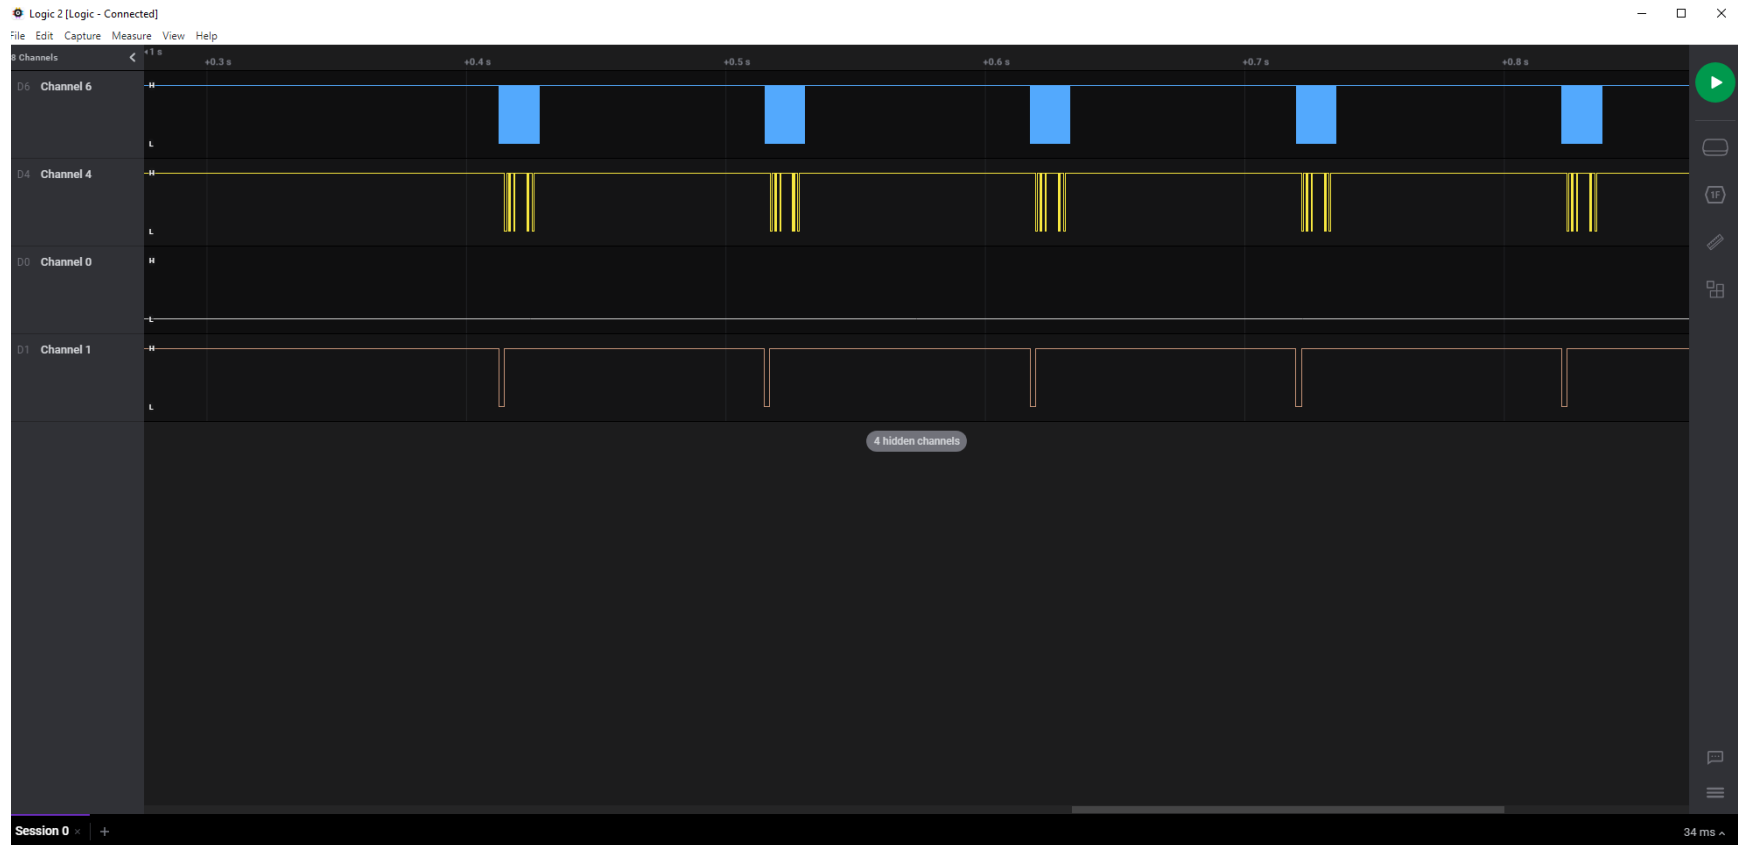 Logic 2 [Logic - Connected]
File Edit Capture Measure View Help
8 Channels
+1 s
+0.3 s +0.4 s +0.5 s +0.6 s +0.7 s +0.8 s
D6 Channel 6
H
L
D4 Channel 4
H
L
D0 Channel 0
H
L
D1 Channel 1
H
L
4 hidden channels
1F
Session 0
34 ms